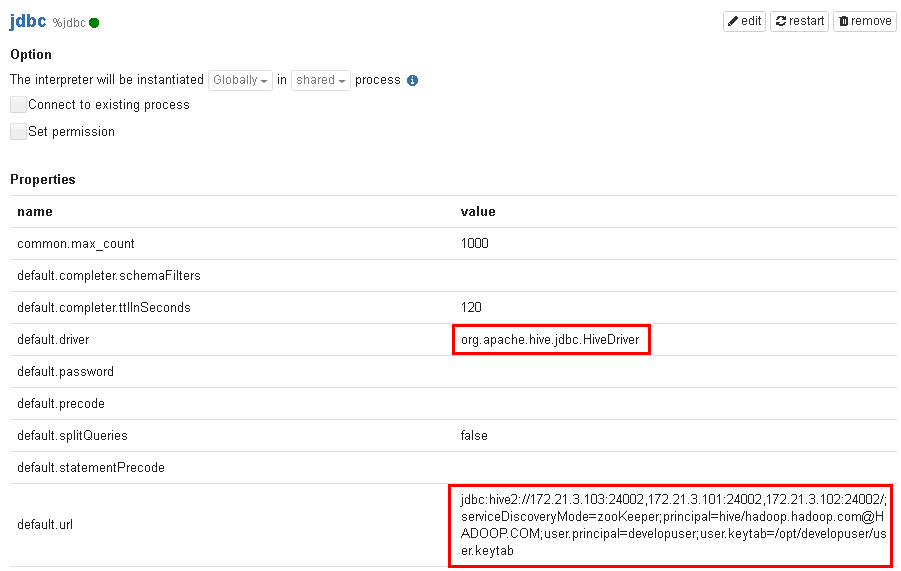 jdbc %jdbc
edit restart remove
Option
The interpreter will be instantiated Globally in shared process
Connect to existing process
Set permission
Properties
name value
common.max_count 1000
default.completer.schemaFilters
default.completer.ttlInSeconds 120
default.driver org.apache.hive.jdbc.HiveDriver
default.password
default.precode
default.splitQueries false
default.statementPrecode
default.url
jdbc:hive2://172.21.3.103:24002,172.21.3.101:24002,172.21.3.102:24002/;
serviceDiscoveryMode=zooKeeper;principal=hive/hadoop.hadoop.com@H
ADOOP.COM;user.principal=developuser;user.keytab=/opt/developuser/us
er.keytab